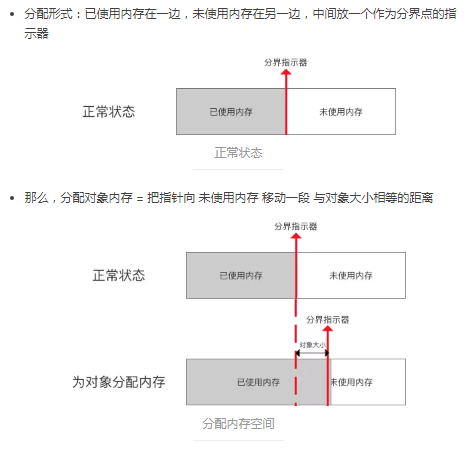 分配形式：已使用内存在一边，未使用内存在另一边，中间放一个作为分界点的指
示器
分界指示器
正常状态
已使用内存
未使用内存
正常状态
那么，分配对象内存 = 把指针向 未使用内存 移动一段 与对象大小相等的距离
分界指示器
正常状态
已使用内存
未使用内存
分界指示器
对象大小
为对象分配内存
已使用内存
未使用内存
分配内存空间